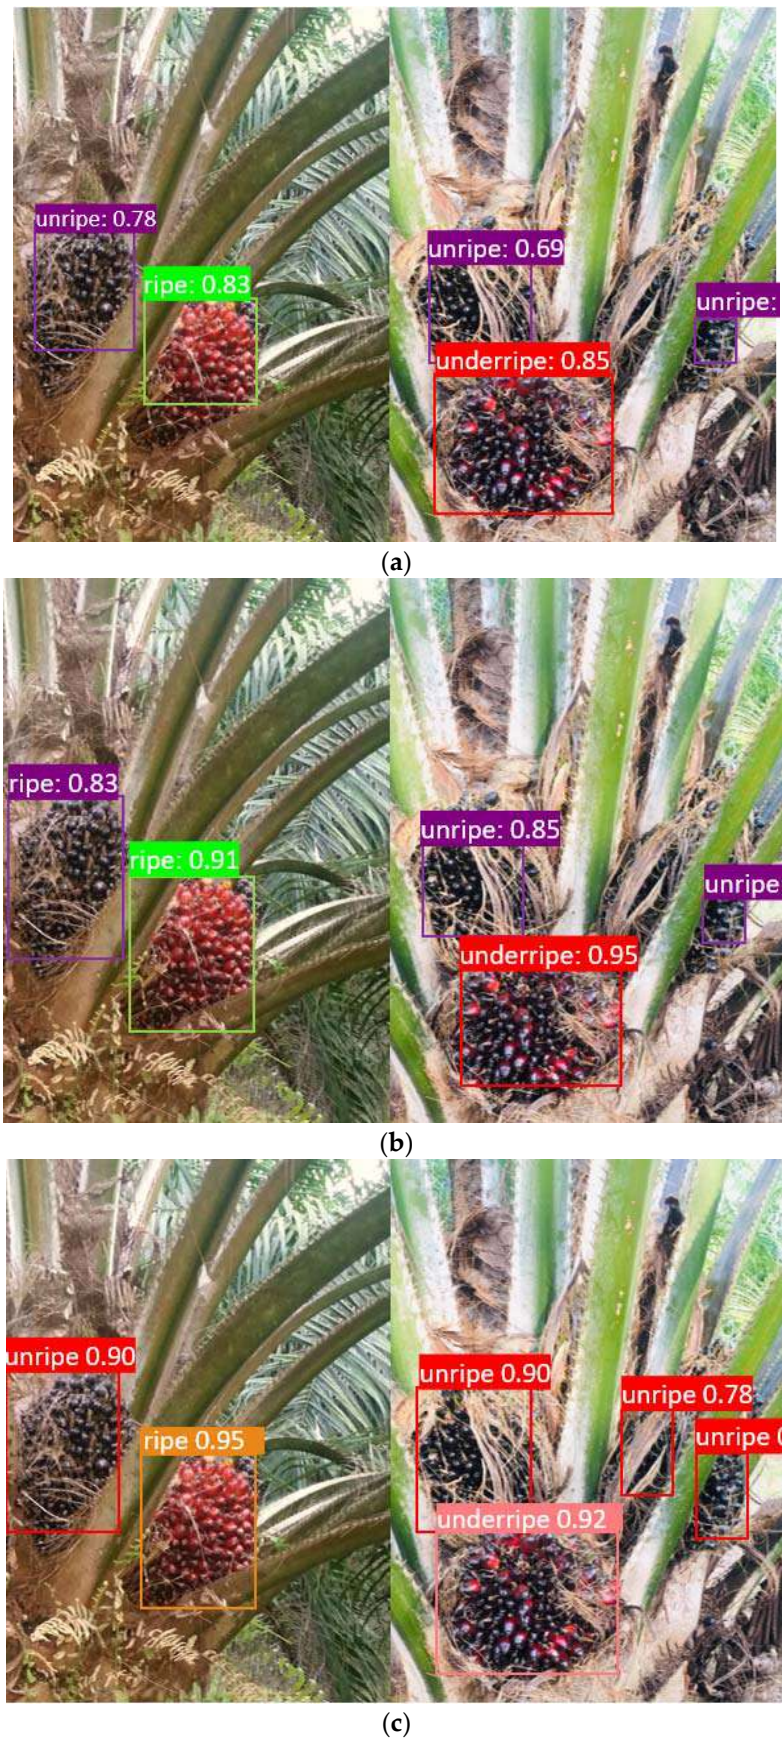 unripe: 0.78
ripe: 0.83
unripe: 0.69
unripe:
underripe: 0.85
(a)
ripe: 0.83
ripe: 0.91
unripe: 0.85
unripe
underripe: 0.95
(b)
unripe 0.90
ripe 0.95
unripe 0.90
unripe 0.78
unripe 0
underripe 0.92
(c)